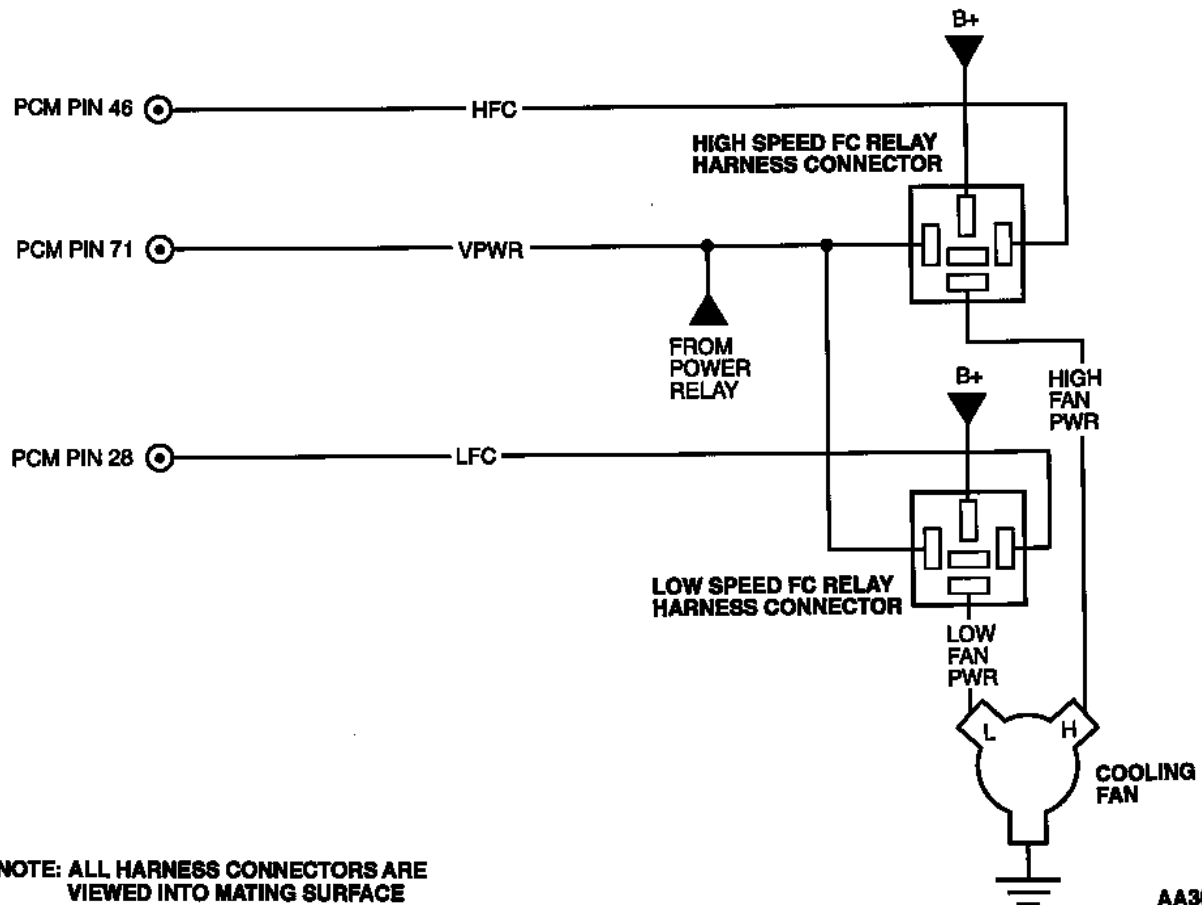 B+
PCM PIN 46
HFC
HIGH SPEED FC RELAY
HARNESS CONNECTOR
PCM PIN 71
VPWR
FROM
POWER
RELAY
B+
HIGH
FAN
PWR
PCM PIN 28
LFC
LOW SPEED FC RELAY
HARNESS CONNECTOR
LOW
FAN
PWR
L
H
COOLING
FAN
NOTE: ALL HARNESS CONNECTORS ARE
VIEWED INTO MATING SURFACE